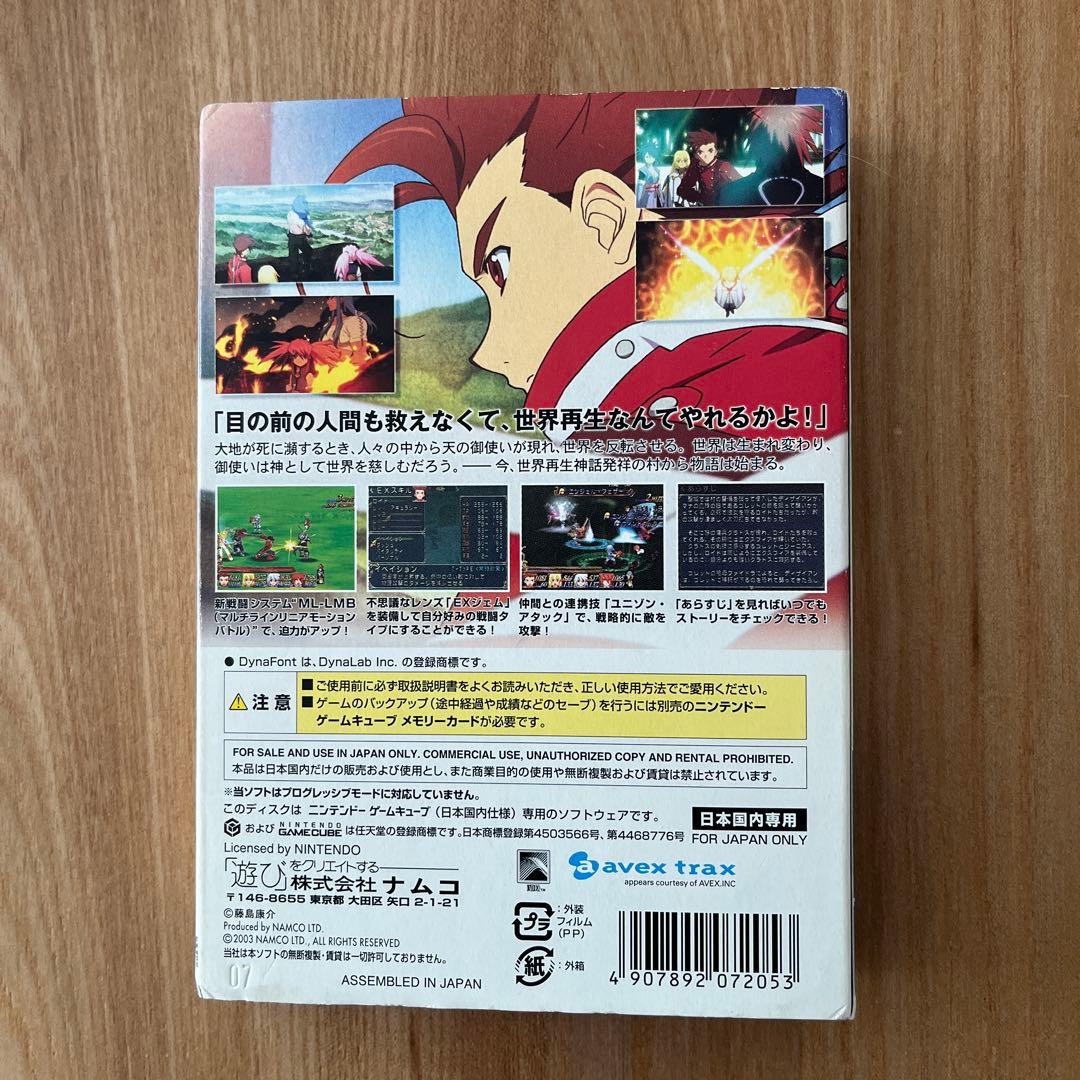 「目の前の人間も救えなくて、世界再生なんてやれるかよ!」
大地が死に瀕するとき、人々の中から天の御使いが現れ、世界を反転させる。世界は生まれ変わり、
御使いは神として世界を慈しむだろう。── 今、世界再生神話発祥の村から物語は始まる。
EXスキル
イベイション
エンジェル・フェザー
あらすじ
新戦闘システム"ML-LMB
(マルチラインリニアモーション
バトル)"で、迫力がアップ!
不思議なレンズ「EXジェム」
を装備して自分好みの戦闘タ
イプにすることができる!
仲間との連携技「ユニゾン・
アタック」で、戦略的に敵を
攻撃!
「あらすじ」を見ればいつでも
ストーリーをチェックできる!
● DynaFont は、DynaLab Inc. の登録商標です。
注意
■ご使用前に必ず取扱説明書をよくお読みいただき、正しい使用方法でご愛用ください。
■ゲームのバックアップ(途中経過や成績などのセーブ)を行うには別売のニンテンドー
ゲームキューブ メモリーカードが必要です。
FOR SALE AND USE IN JAPAN ONLY. COMMERCIAL USE, UNAUTHORIZED COPY AND RENTAL PROHIBITED.
本品は日本国内だけの販売および使用とし、また商業目的の使用や無断複製および賃貸は禁止されています。
※当ソフトはプログレッシブモードに対応していません。
このディスクは ニンテンドー ゲームキューブ(日本国内仕様)専用のソフトウェアです。
および NINTENDO GAMECUBE は任天堂の登録商標です。日本商標登録第4503566号、第4468776号
日本国内専用
FOR JAPAN ONLY
Licensed by NINTENDO
「遊び」をクリエイトする
株式会社 ナムコ
〒146-8655 東京都 大田区 矢口 2-1-21
avex trax
appears courtesy of AVEX.INC
©藤島康介
Produced by NAMCO LTD.
©2003 NAMCO LTD., ALL RIGHTS RESERVED
当社は本ソフトの無断複製・賃貸は一切許可しておりません。
07
ASSEMBLED IN JAPAN
プラ
:外装
フィルム
(PP)
紙
:外箱
4 907892 072053